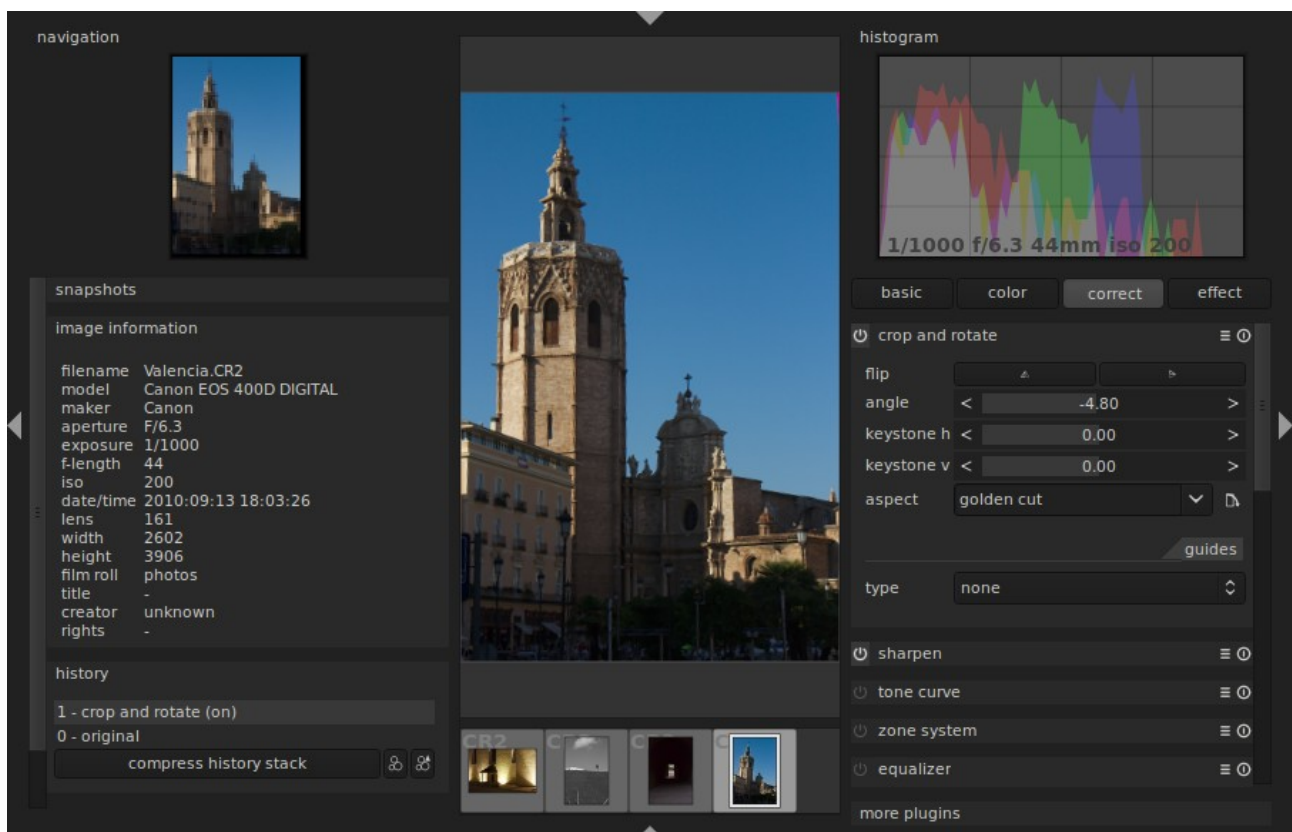 navigation
snapshots
image information
filename Valencia.CR2
model Canon EOS 400D DIGITAL
maker Canon
aperture F/6.3
exposure 1/1000
f-length 44
iso 200
date/time 2010:09:13 18:03:26
lens 161
width 2602
height 3906
film roll photos
title -
creator unknown
rights -
history
1 - crop and rotate (on)
0 - original
compress history stack
CR2
histogram
1/1000 f/6.3 44mm iso 200
basic color correct effect
crop and rotate
flip
angle < -4.80 >
keystone h < 0.00 >
keystone v < 0.00 >
aspect golden cut
guides
type none
sharpen
tone curve
zone system
equalizer
more plugins